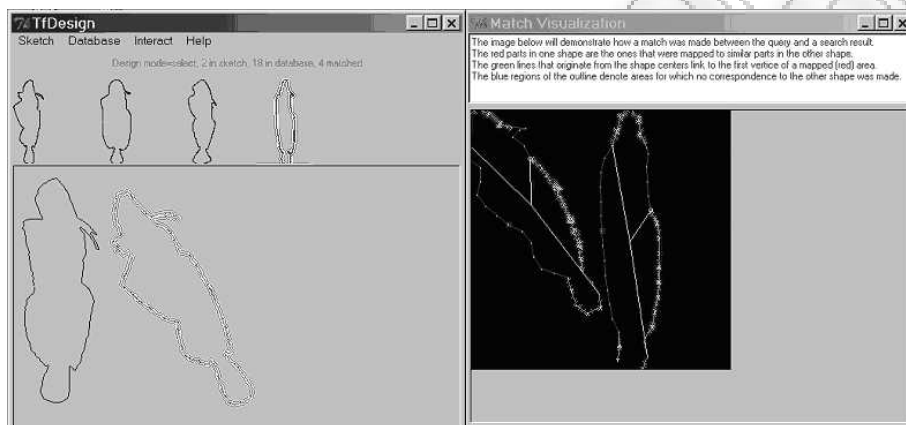 TfDesign
Sketch Database Interact Help
Design mode=select, 2 in sketch, 18 in database, 4 matched
Match Visualization
The image below will demonstrate how a match was made between the query and a search result.
The red parts in one shape are the ones that were mapped to similar parts in the other shape.
The green lines that originate from the shape centers link to the first vertice of a mapped (red) area.
The blue regions of the outline denote areas for which no correspondence to the other shape was made.